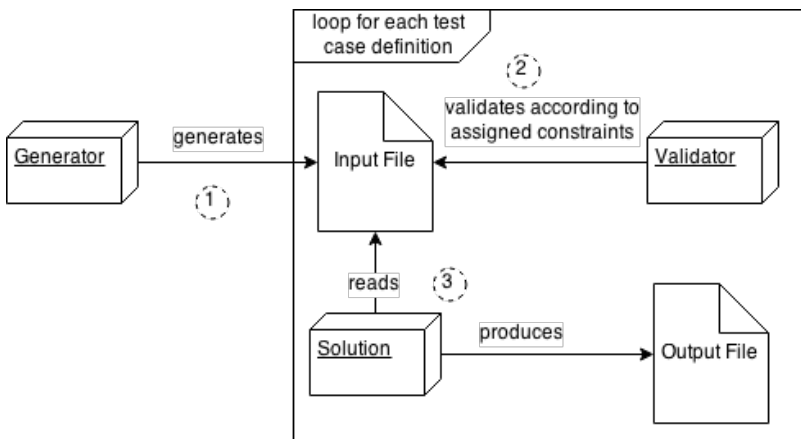 loop for each test
case definition
2
generates
validates according to
assigned constraints
Generator
Input File
Validator
1
reads
3
Solution
produces
Output File